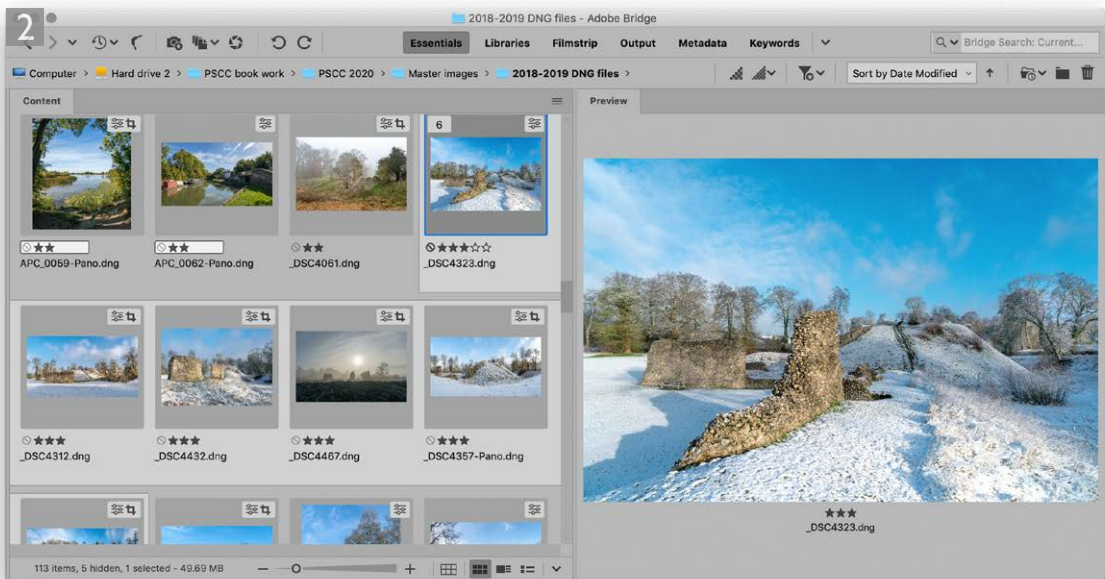 2
2018-2019 DNG files - Adobe Bridge
Essentials Libraries Filmstrip Output Metadata Keywords
Bridge Search: Current...
Computer > Hard drive 2 > PSCC book work > PSCC 2020 > Master images > 2018-2019 DNG files >
Sort by Date Modified
Content
Preview
6
APC_0059-Pano.dng
APC_0062-Pano.dng
_DSC4061.dng
_DSC4323.dng
_DSC4312.dng
_DSC4432.dng
_DSC4467.dng
_DSC4357-Pano.dng
_DSC4323.dng
113 items, 5 hidden, 1 selected - 49.69 MB